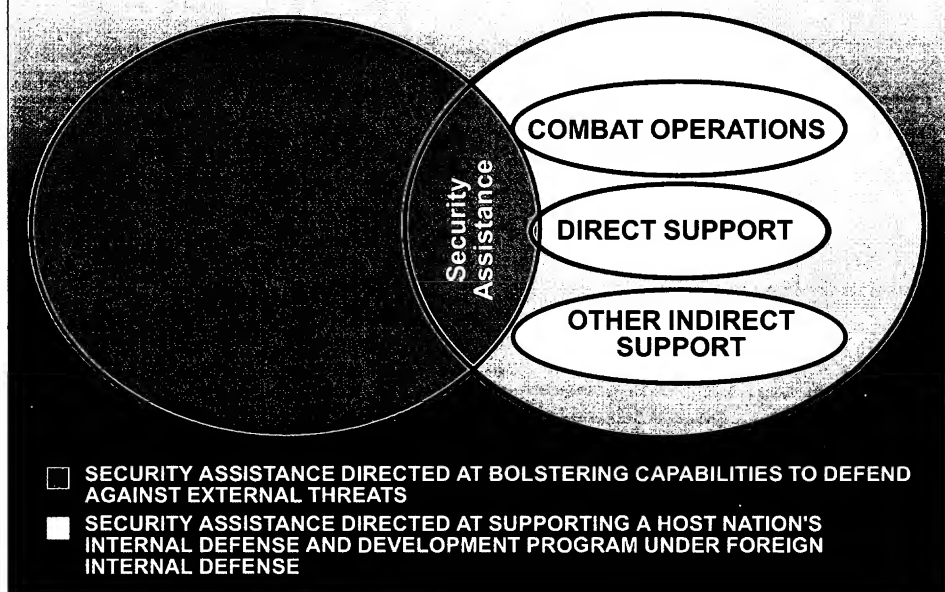 COMBAT OPERATIONS
Security
Assistance
DIRECT SUPPORT
OTHER INDIRECT
SUPPORT
SECURITY ASSISTANCE DIRECTED AT BOLSTERING CAPABILITIES TO DEFEND
AGAINST EXTERNAL THREATS
SECURITY ASSISTANCE DIRECTED AT SUPPORTING A HOST NATION'S
INTERNAL DEFENSE AND DEVELOPMENT PROGRAM UNDER FOREIGN
INTERNAL DEFENSE